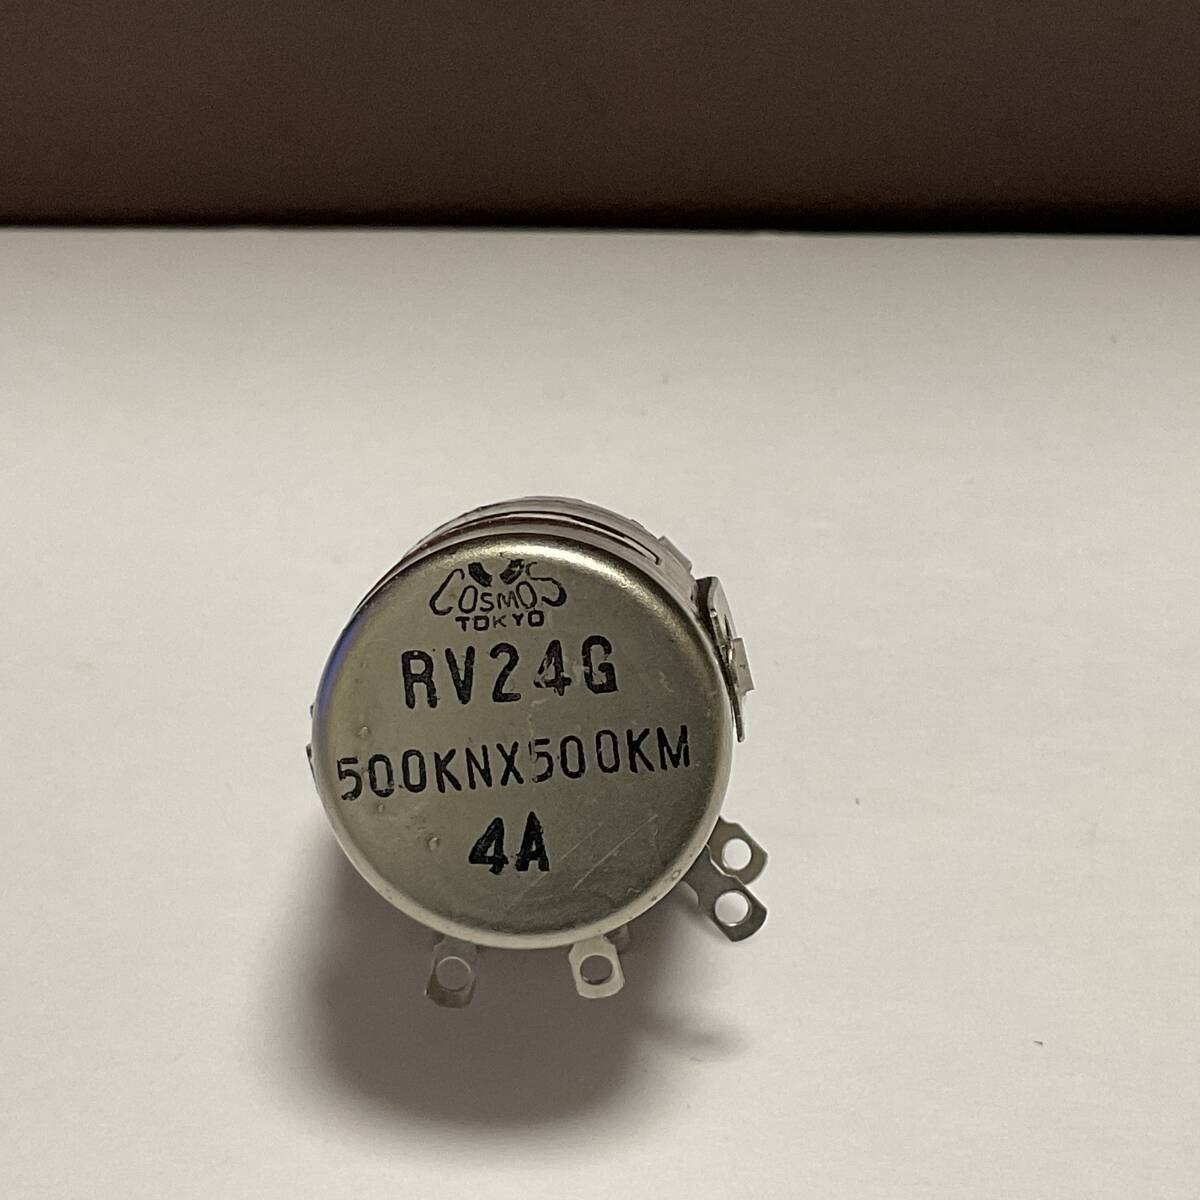 COSMOS
TOKYO
RV24G
500KNX500KM
4A